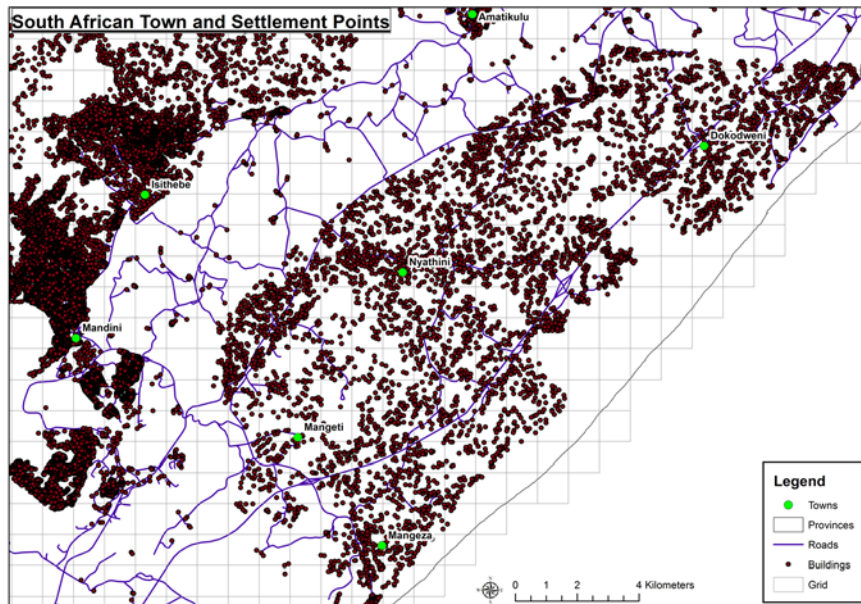 South African Town and Settlement Points
Amatikulu
Dokodweni
Isithebe
Nyathini
Mandini
Mangeti
Mangeza
Legend
Towns
Provinces
Roads
Buildings
Grid
0 1 2 4 Kilometers